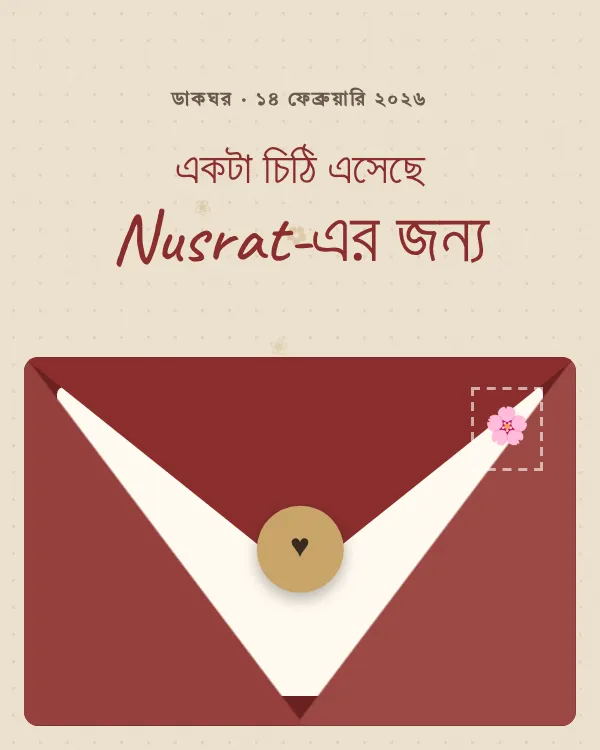 ডাকঘর · ১৪ ফেব্রুয়ারি ২০২৬
একটা চিঠি এসেছে
Nusrat-এর জন্য